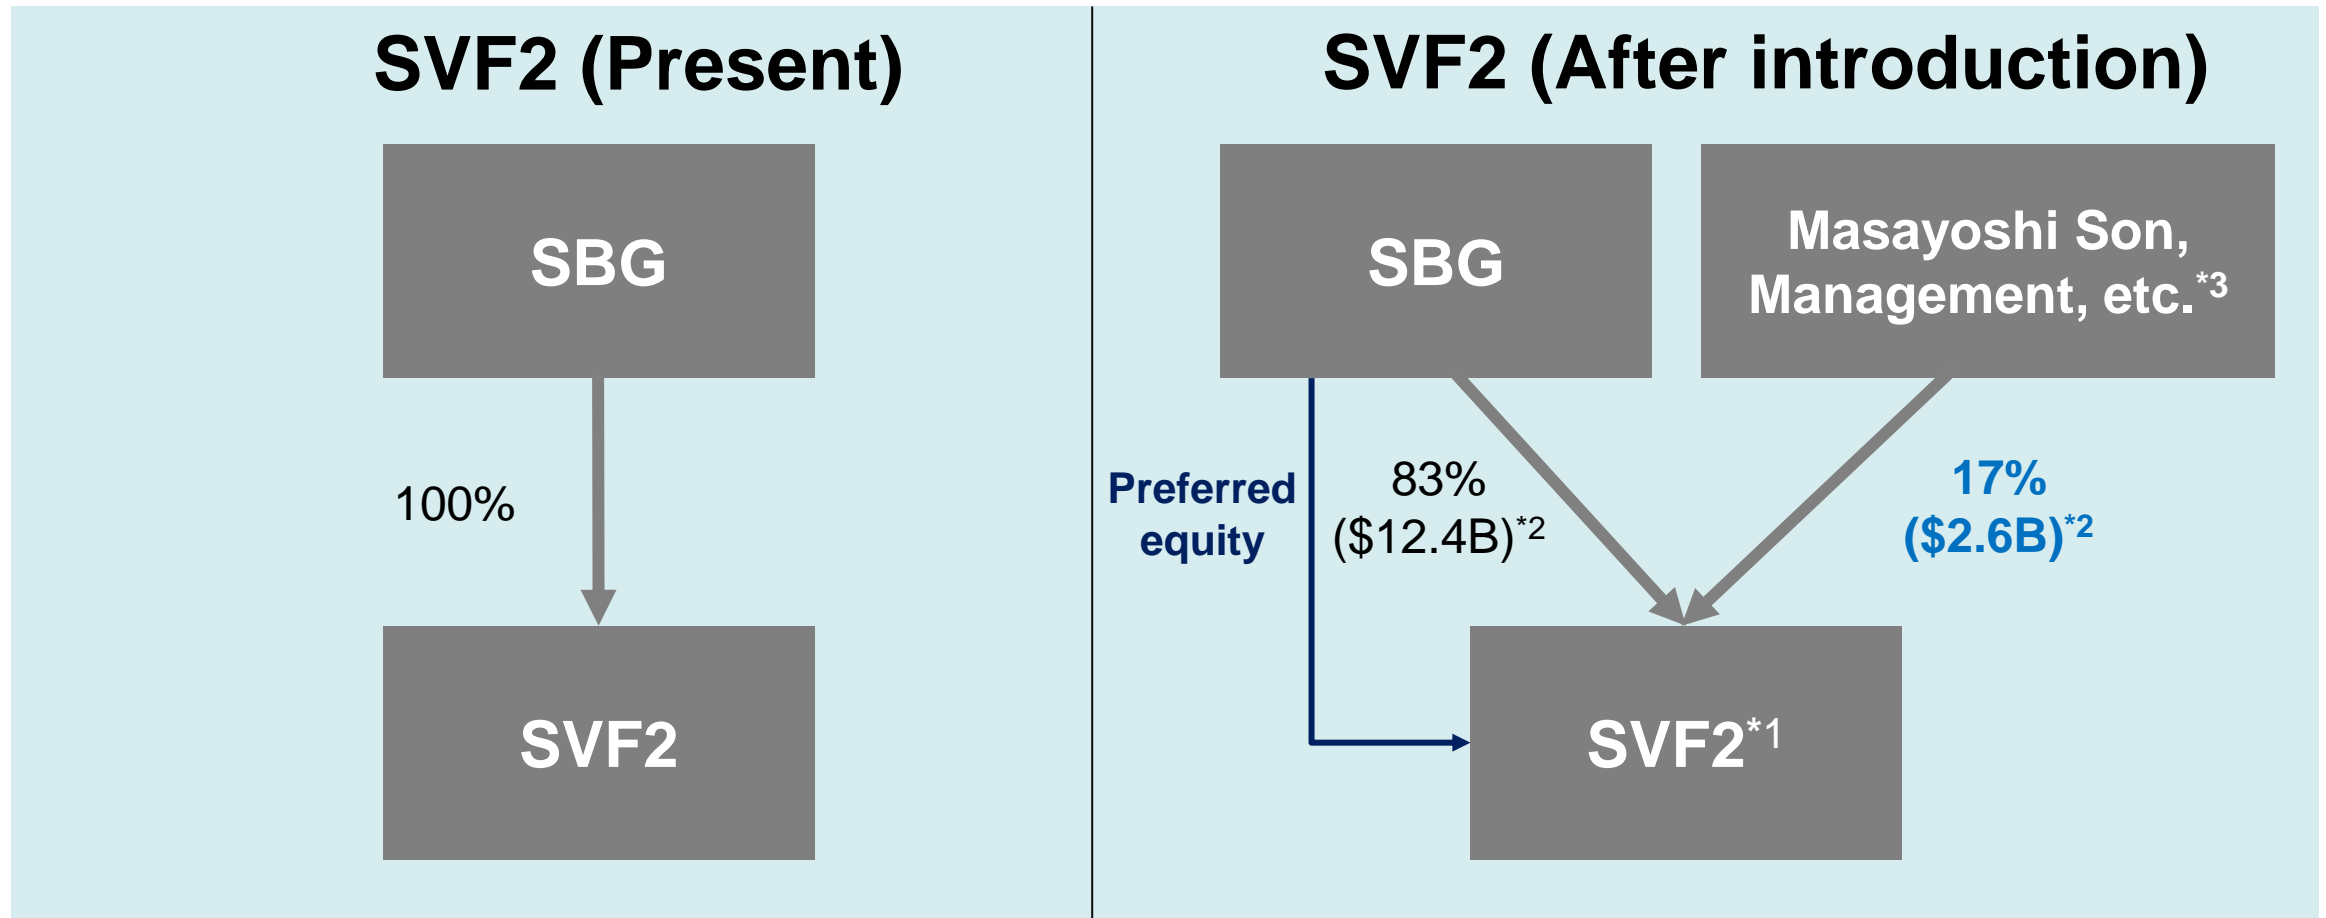 SVF2 (Present)
SBG
100%
SVF2
SVF2 (After introduction)
SBG
Masayoshi Son,
Management, etc.*3
Preferred
equity
83%
($12.4B)*2
17%
($2.6B)*2
SVF2*1